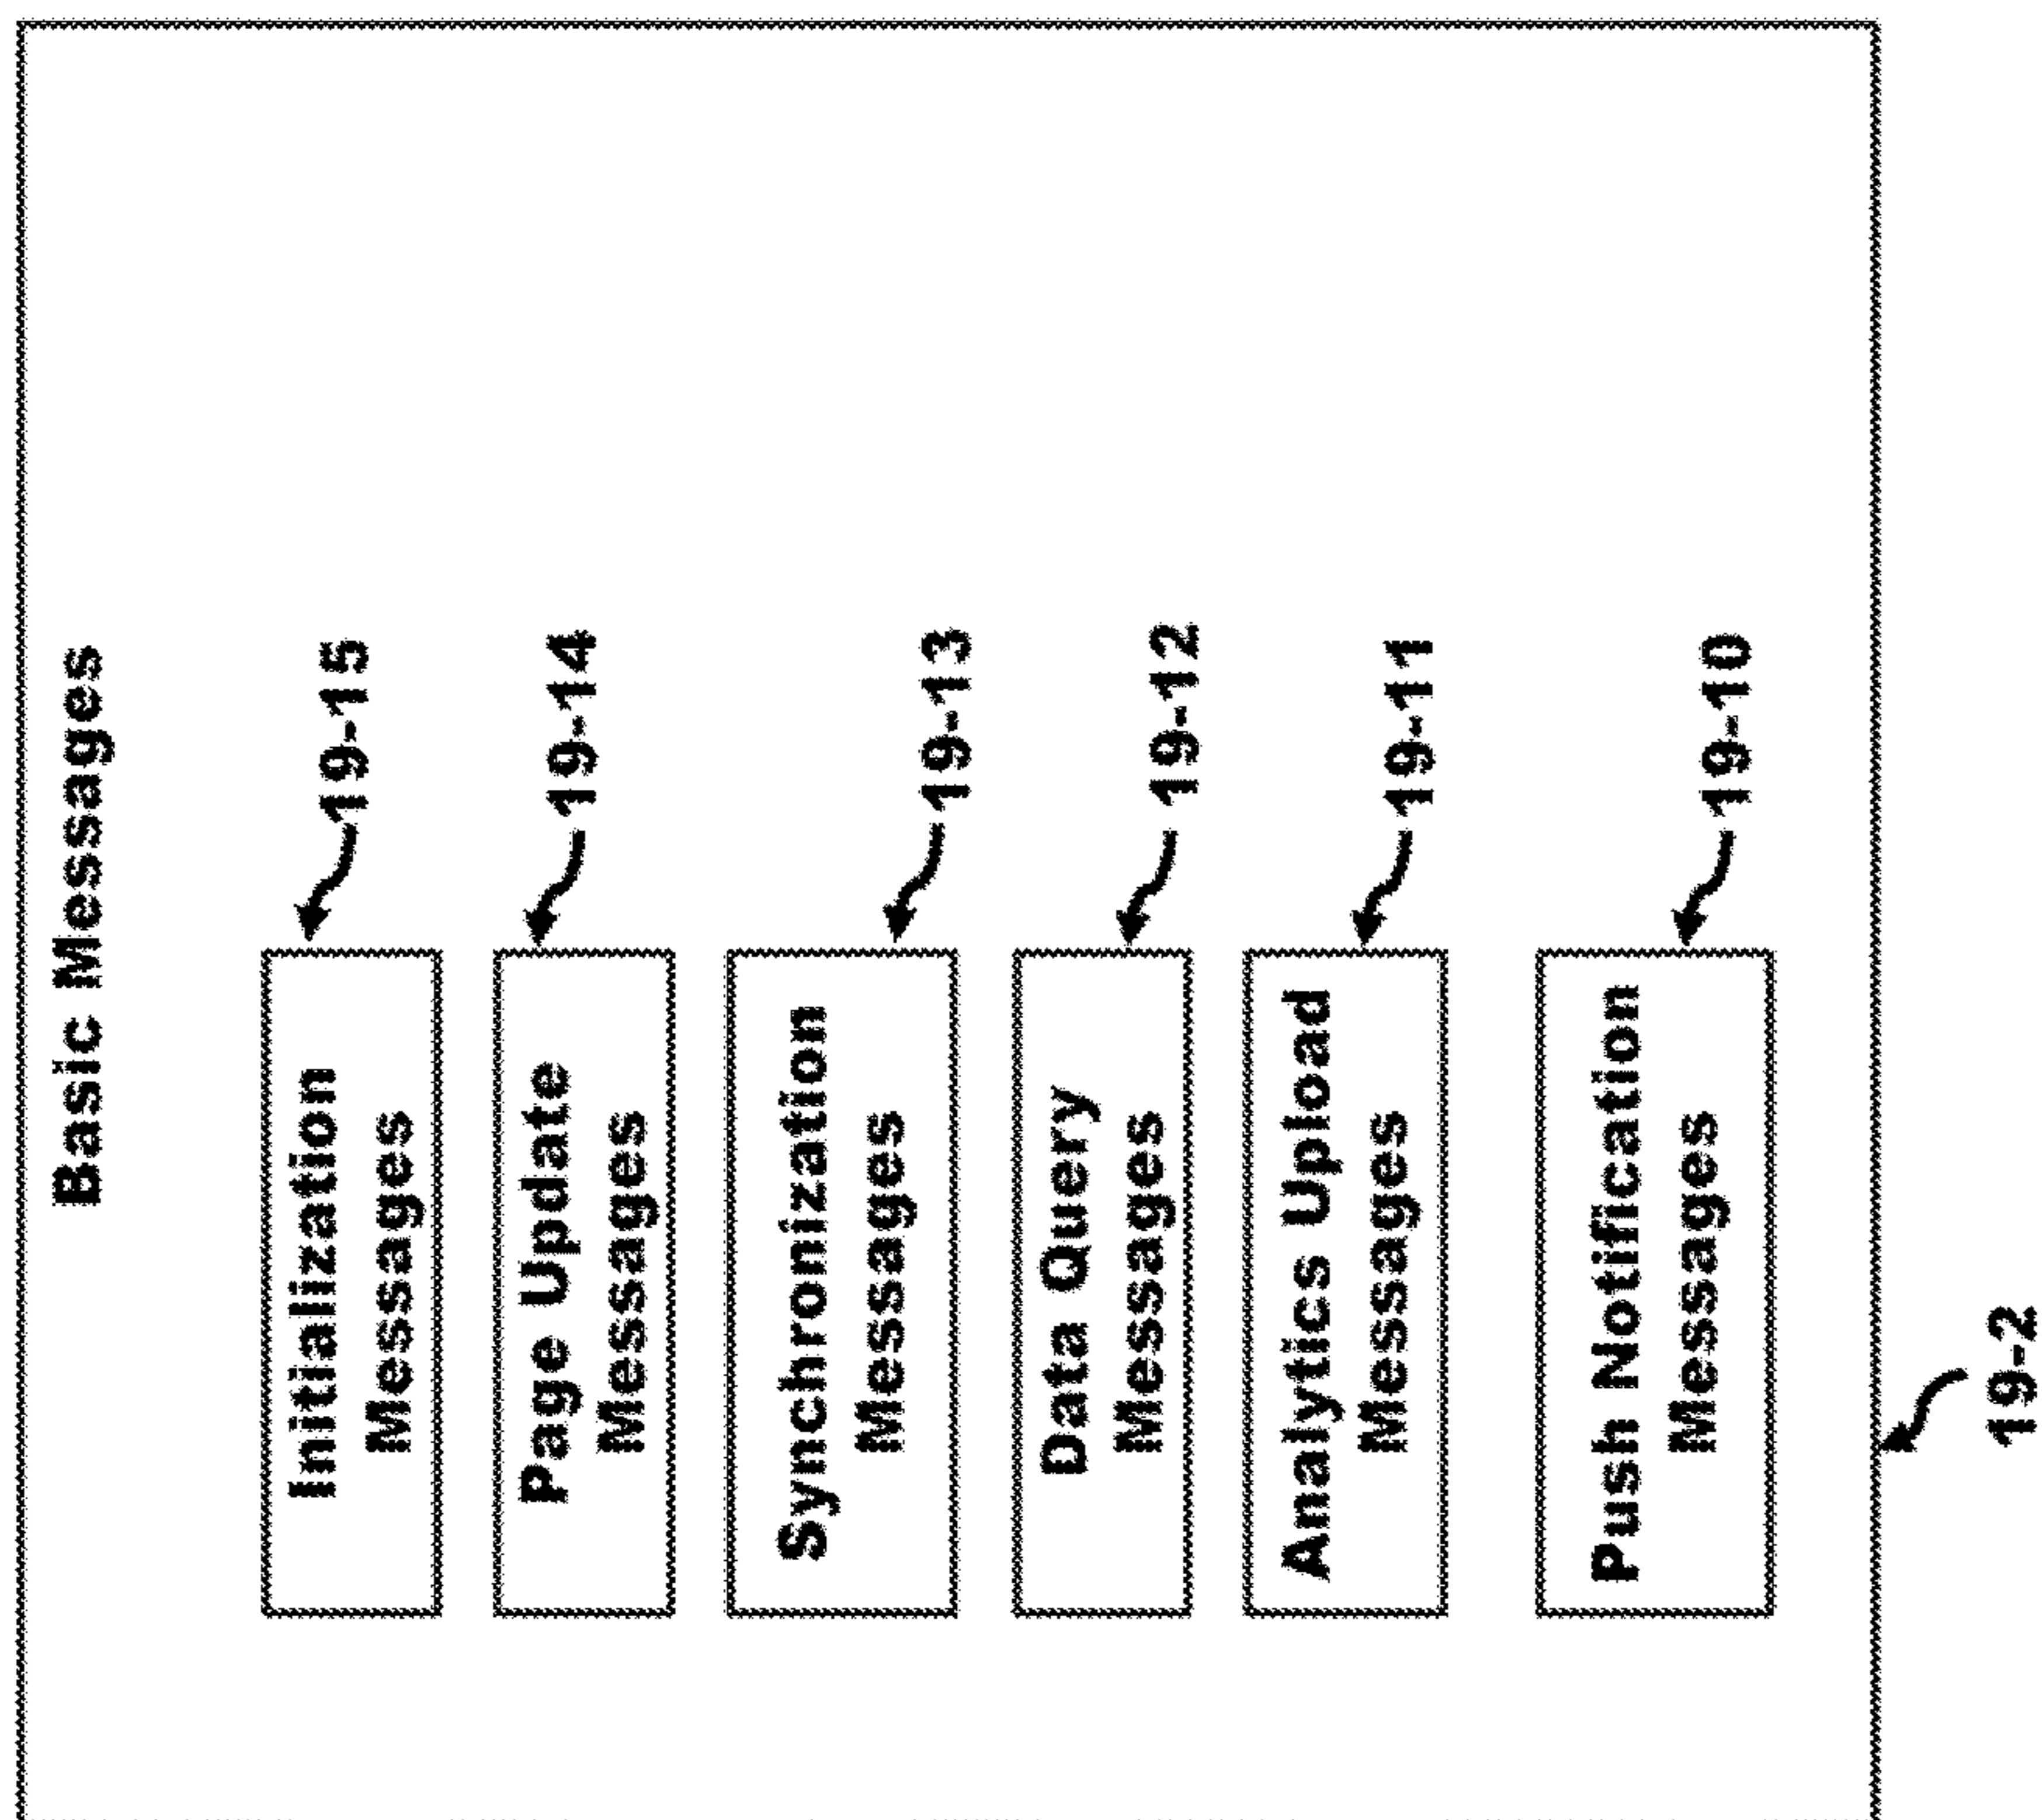 Basic Messages
Initialization
Messages
19-15
Page Update
Messages
19-14
Synchronization
Messages
19-13
Data Query
Messages
19-12
Analytics Upload
Messages
19-11
Push Notification
Messages
19-10
19-2